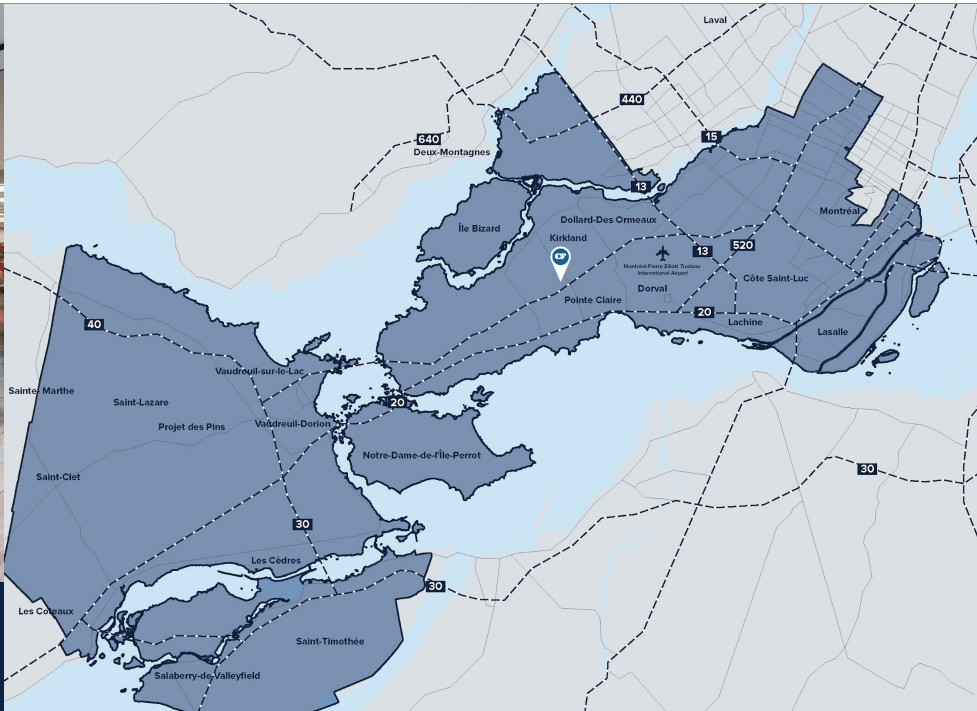 Laval
440
15
640
Deux-Montagnes
13
Île Bizard
Dollard-Des Ormeaux
Montréal
Kirkland
13
520
Montréal-Pierre Elliott Trudeau
International Airport
Côte Saint-Luc
Dorval
Pointe Claire
20
Lachine
Lasalle
40
Vaudreuil-sur-le-Lac
Sainte-Marthe
Saint-Lazare
20
Projet des Pins
Vaudreuil-Dorion
Notre-Dame-de-l'Île-Perrot
Saint-Clet
30
30
Les Cèdres
30
Les Coteaux
Saint-Timothée
Salaberry-de-Valleyfield